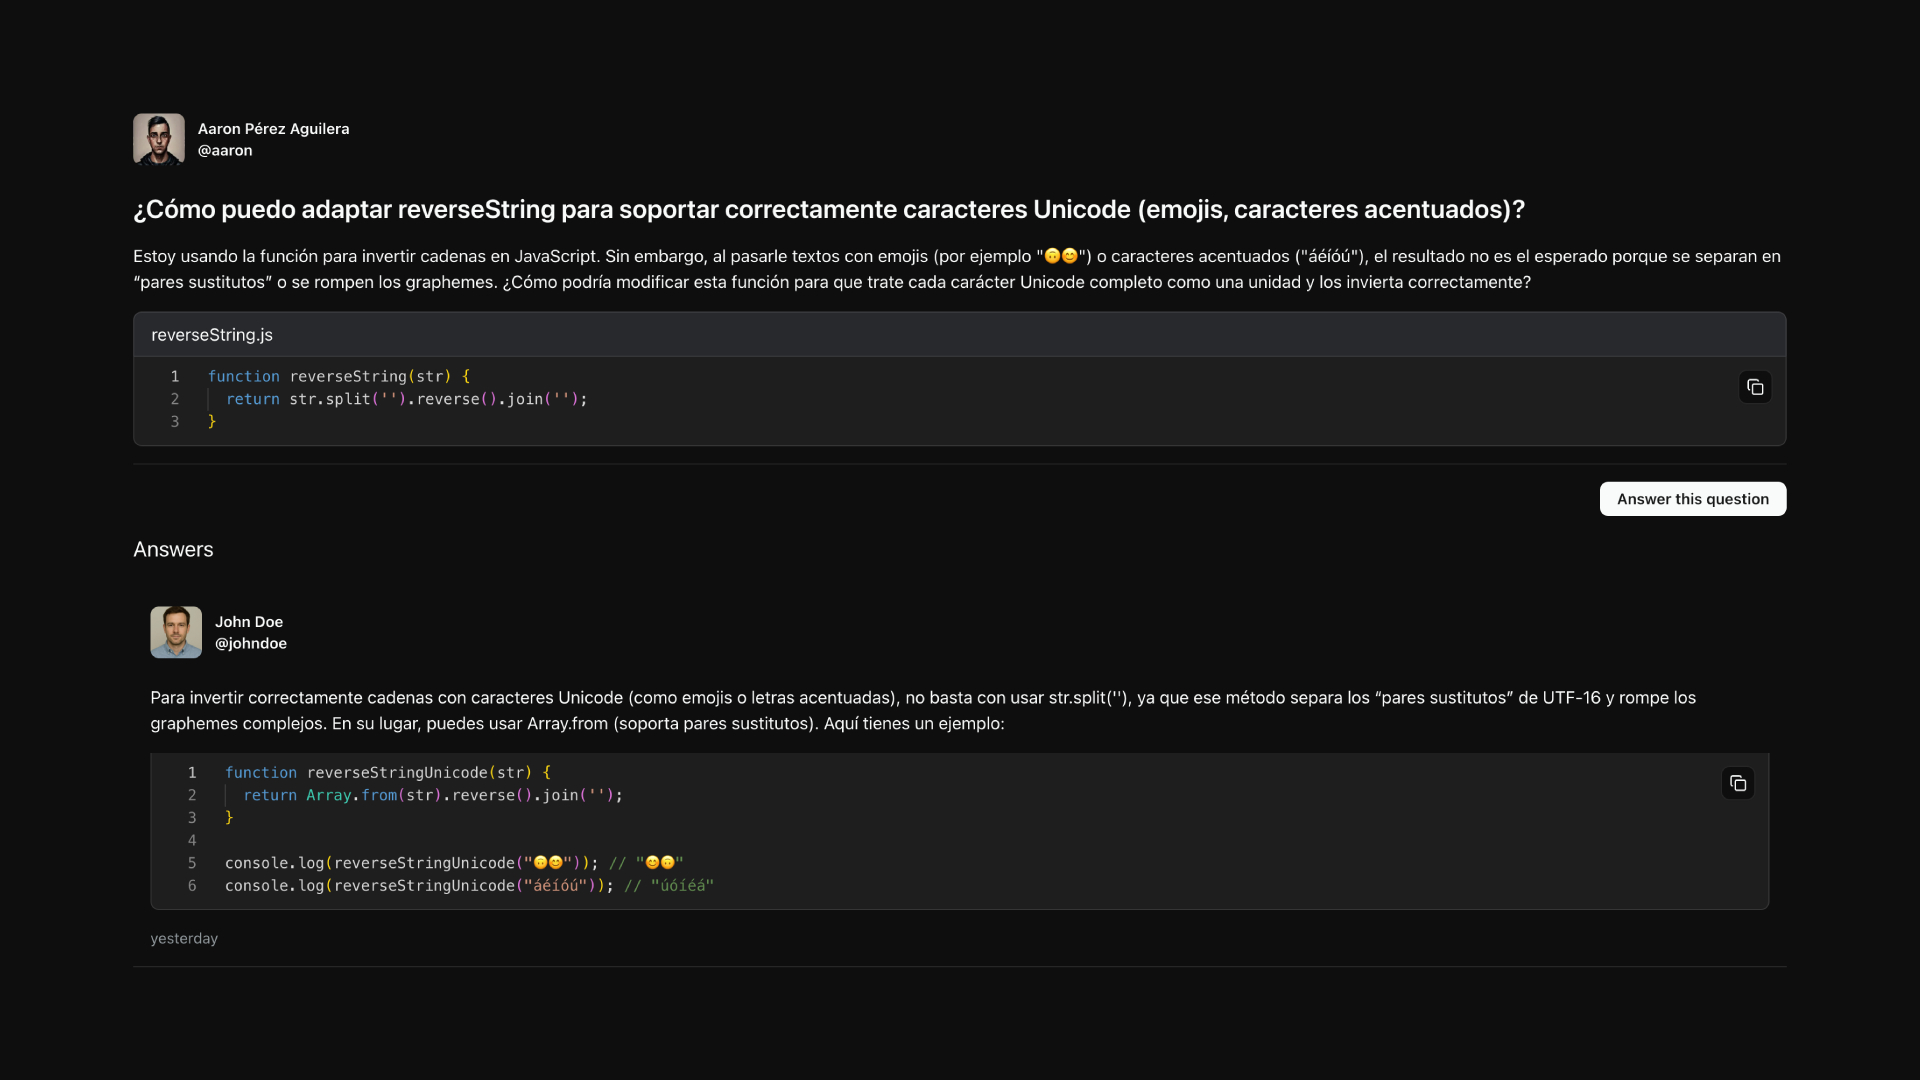 Aaron Pérez Aguilera
@aaron
¿Cómo puedo adaptar reverseString para soportar correctamente caracteres Unicode (emojis, caracteres acentuados)?
Estoy usando la función para invertir cadenas en JavaScript. Sin embargo, al pasarle textos con emojis (por ejemplo "🙃😊") o caracteres acentuados ("áéíóú"), el resultado no es el esperado porque se separan en
“pares sustitutos” o se rompen los graphemes. ¿Cómo podría modificar esta función para que trate cada carácter Unicode completo como una unidad y los invierta correctamente?
reverseString.js
1 function reverseString(str) {
2   return str.split('').reverse().join('');
3 }
Answer this question
Answers
John Doe
@johndoe
Para invertir correctamente cadenas con caracteres Unicode (como emojis o letras acentuadas), no basta con usar str.split(''), ya que ese método separa los “pares sustitutos” de UTF-16 y rompe los
graphemes complejos. En su lugar, puedes usar Array.from (soporta pares sustitutos). Aquí tienes un ejemplo:
1 function reverseStringUnicode(str) {
2   return Array.from(str).reverse().join('');
3 }
4
5 console.log(reverseStringUnicode("🙃😊")); // "😊🙃"
6 console.log(reverseStringUnicode("áéíóú")); // "úóíéá"
yesterday